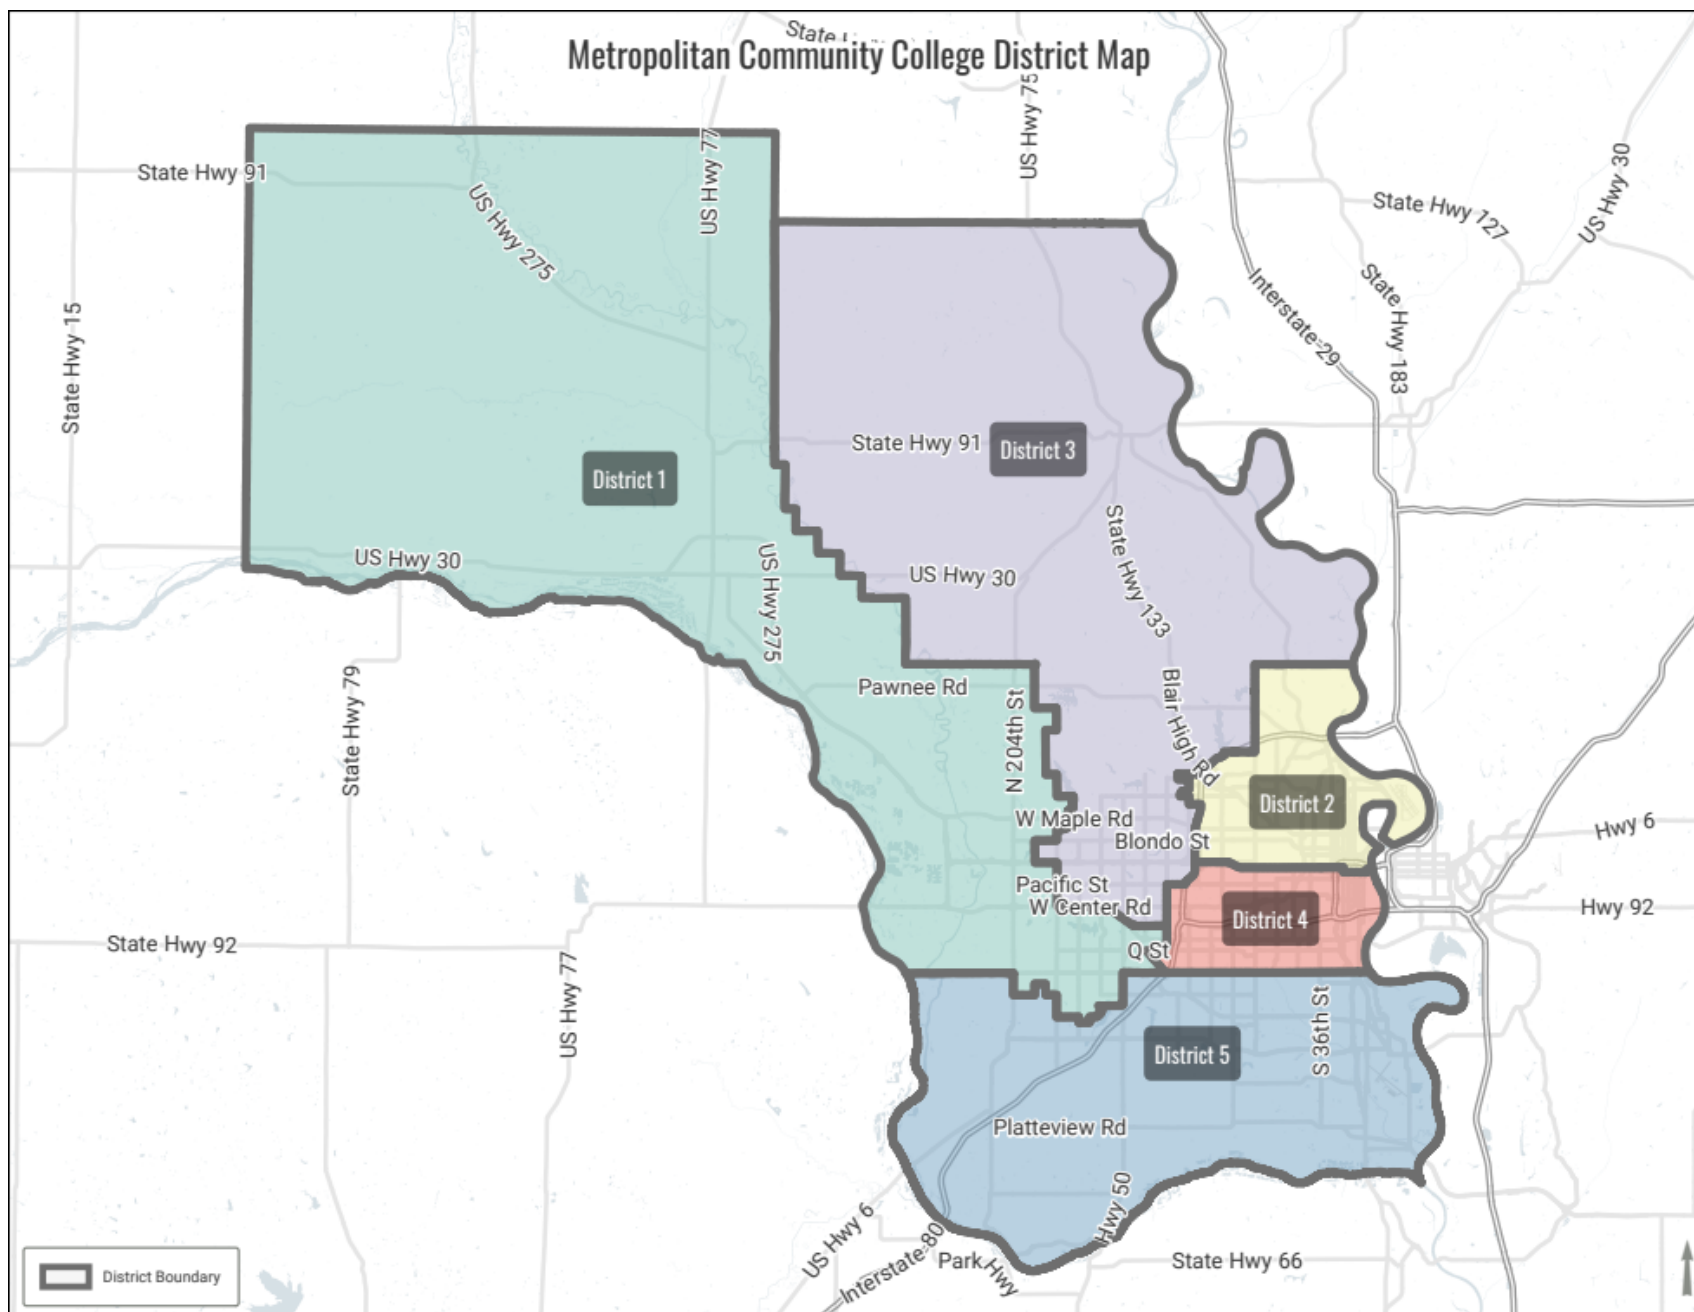 State
Metropolitan Community College District Map
US Hwy 75
US Hwy 77
State Hwy 91
US Hwy 275
State Hwy 127
US Hwy 30
State Hwy 15
Interstate-29
State Hwy 183
State Hwy 91
District 3
District 1
State Hwy 133
US Hwy 30
US Hwy 275
US Hwy 30
Pawnee Rd
State Hwy 79
N 204th St
Blair High Rd
District 2
W Maple Rd
Hwy 6
Blondo St
Pacific St
W Center Rd
Hwy 92
District 4
State Hwy 92
Q St
US Hwy 77
S 36th St
District 5
Platteview Rd
Hwy 50
US Hwy 6
Interstate-80
Park Hwy
State Hwy 66
District Boundary